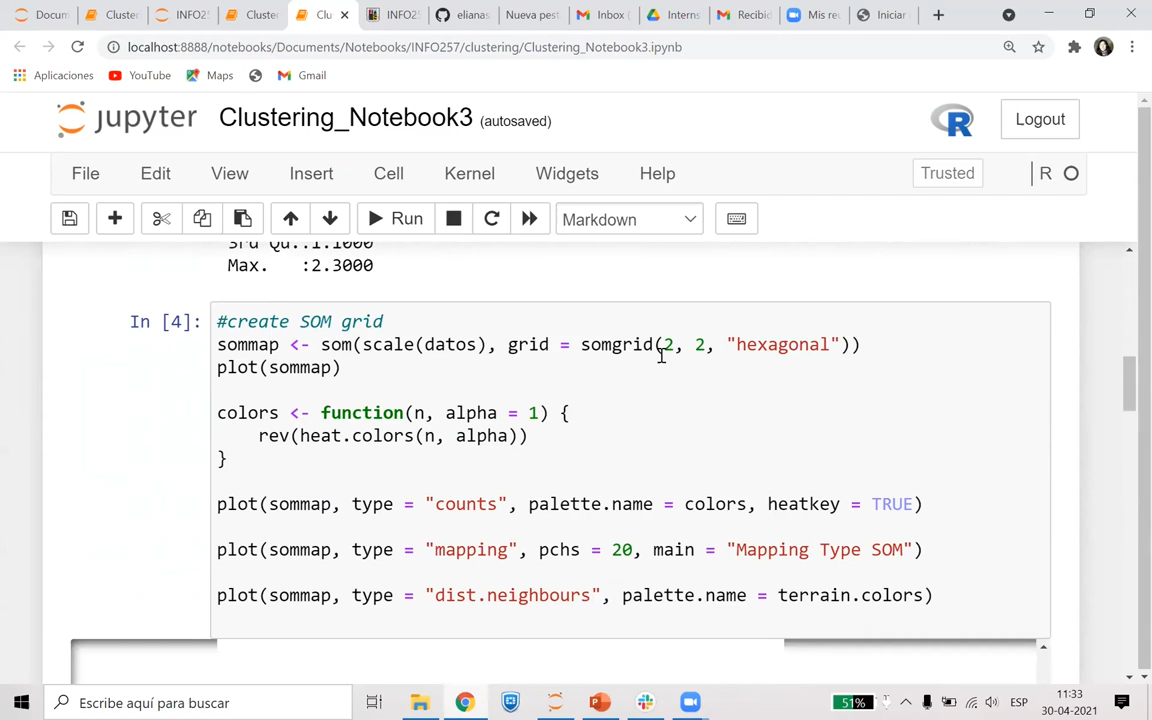 Docum
Cluster
INFO25
Cluster
Clu
INFO2
elianas
Nueva pest
Inbox (
Interns
Recibid
Mis re
Iniciar
localhost:8888/notebooks/Documents/Notebooks/INFO257/clustering/Clustering_Notebook3.ipynb
Aplicaciones YouTube Maps Gmail
jupyter Clustering_Notebook3 (autosaved)
R
Logout
File Edit View Insert Cell Kernel Widgets Help Trusted R
Run Markdown
3rd Qu.:1.1000
Max. :2.3000
In [4]:
#create SOM grid
sommap <- som(scale(datos), grid = somgrid(2, 2, "hexagonal"))
plot(sommap)
colors <- function(n, alpha = 1) {
rev(heat.colors(n, alpha))
}
plot(sommap, type = "counts", palette.name = colors, heatkey = TRUE)
plot(sommap, type = "mapping", pchs = 20, main = "Mapping Type SOM")
plot(sommap, type = "dist.neighbours", palette.name = terrain.colors)
Escribe aquí para buscar
51%
ESP
11:33
30-04-2021